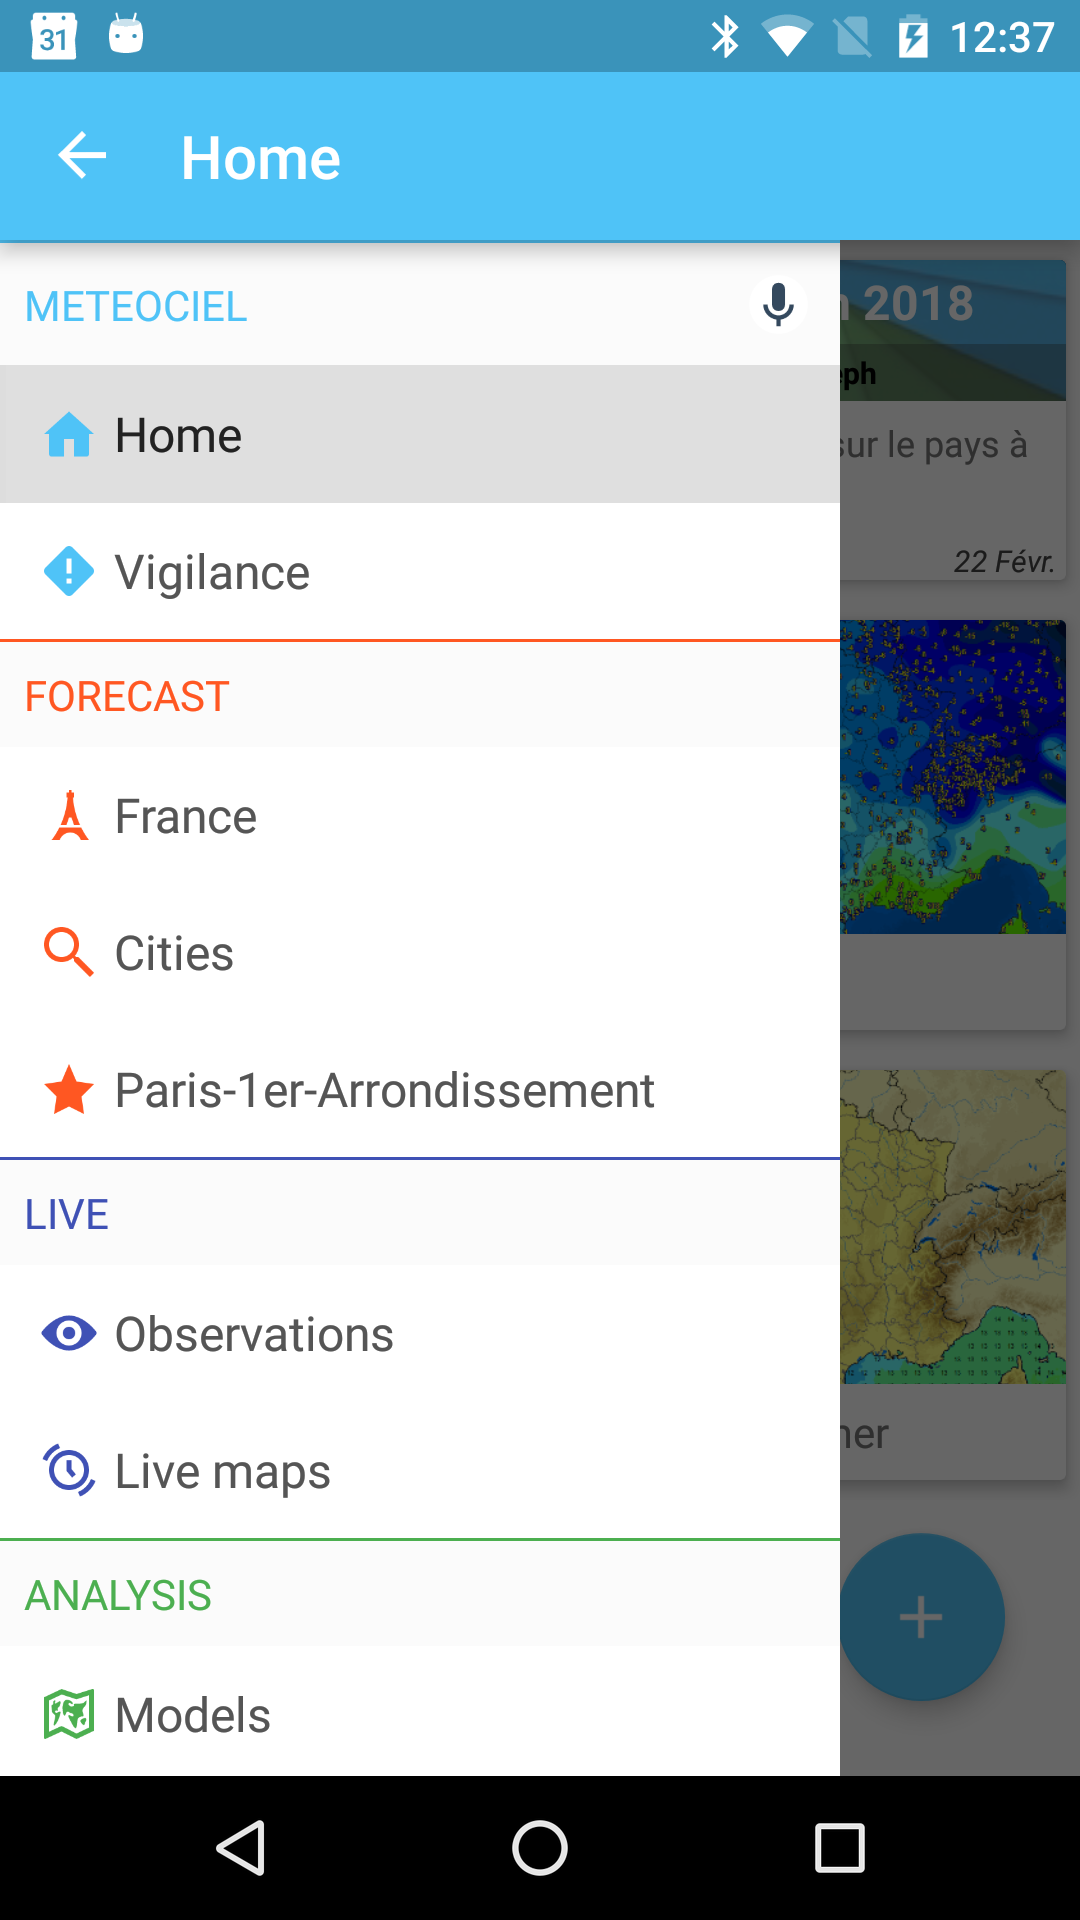 31
12:37
Home
METEOCIEL
2018
eph
Home
sur le pays à
Vigilance
22 Févr.
FORECAST
France
Cities
Paris-1er-Arrondissement
LIVE
Observations
Live maps
ner
ANALYSIS
Models